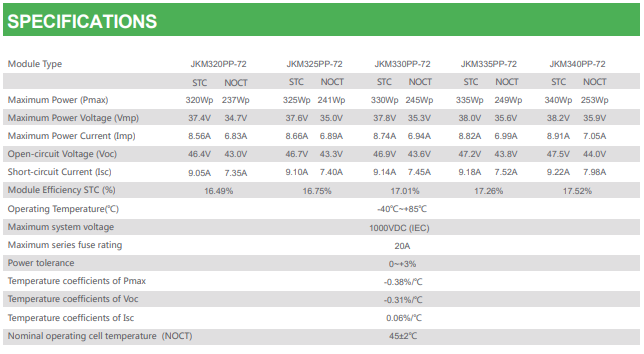 SPECIFICATIONS
Module Type JKM320PP-72 JKM325PP-72 JKM330PP-72 JKM335PP-72 JKM340PP-72
STC NOCT STC NOCT STC NOCT STC NOCT STC NOCT
Maximum Power (Pmax) 320Wp 237Wp 325Wp 241Wp 330Wp 245Wp 335Wp 249Wp 340Wp 253Wp
Maximum Power Voltage (Vmp) 37.4V 34.7V 37.6V 35.0V 37.8V 35.3V 38.0V 35.6V 38.2V 35.9V
Maximum Power Current (Imp) 8.56A 6.83A 8.66A 6.89A 8.74A 6.94A 8.82A 6.99A 8.91A 7.05A
Open-circuit Voltage (Voc) 46.4V 43.0V 46.7V 43.3V 46.9V 43.6V 47.2V 43.8V 47.5V 44.0V
Short-circuit Current (Isc) 9.05A 7.35A 9.10A 7.40A 9.14A 7.45A 9.18A 7.52A 9.22A 7.98A
Module Efficiency STC (%) 16.49% 16.75% 17.01% 17.26% 17.52%
Operating Temperature(℃) -40℃~+85℃
Maximum system voltage 1000VDC (IEC)
Maximum series fuse rating 20A
Power tolerance 0~+3%
Temperature coefficients of Pmax -0.38%/℃
Temperature coefficients of Voc -0.31%/℃
Temperature coefficients of Isc 0.06%/℃
Nominal operating cell temperature (NOCT) 45±2℃